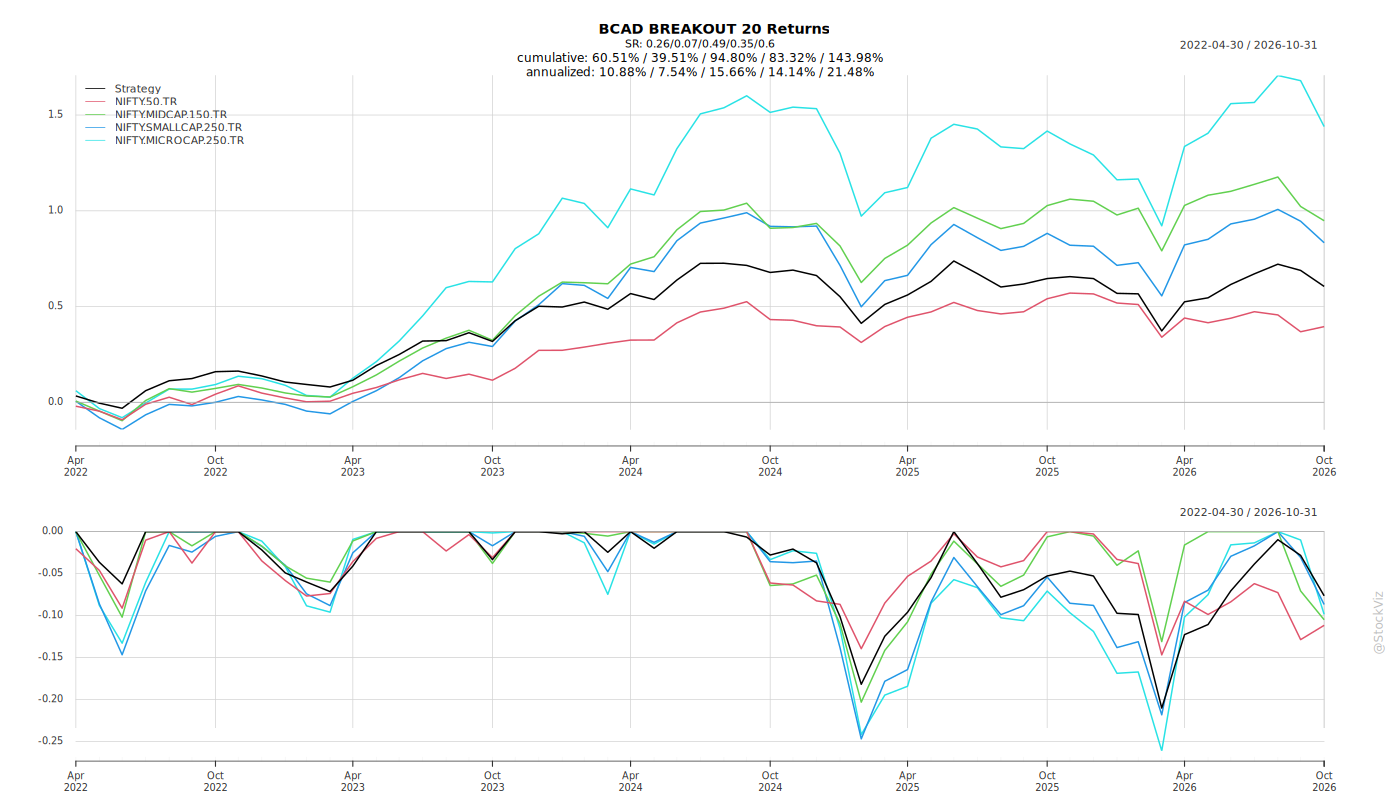 BCAD BREAKOUT 20 Returns
SR: 0.26/0.07/0.49/0.35/0.6
2022-04-30 / 2026-10-31
cumulative: 60.51% / 39.51% / 94.80% / 83.32% / 143.98%
annualized: 10.88% / 7.54% / 15.66% / 14.14% / 21.48%
Strategy
NIFTY.50.TR
NIFTY.MIDCAP.150.TR
NIFTY.SMALLCAP.250.TR
NIFTY.MICROCAP.250.TR
1.5
1.0
0.5
0.0
Apr Oct Apr Oct Apr Oct Apr Oct Apr Oct
2022 2022 2023 2023 2024 2024 2025 2025 2026 2026
2022-04-30 / 2026-10-31
0.00
-0.05
-0.10
-0.15
-0.20
-0.25
Apr Oct Apr Oct Apr Oct Apr Oct Apr Oct
2022 2022 2023 2023 2024 2024 2025 2025 2026 2026
@StockViz